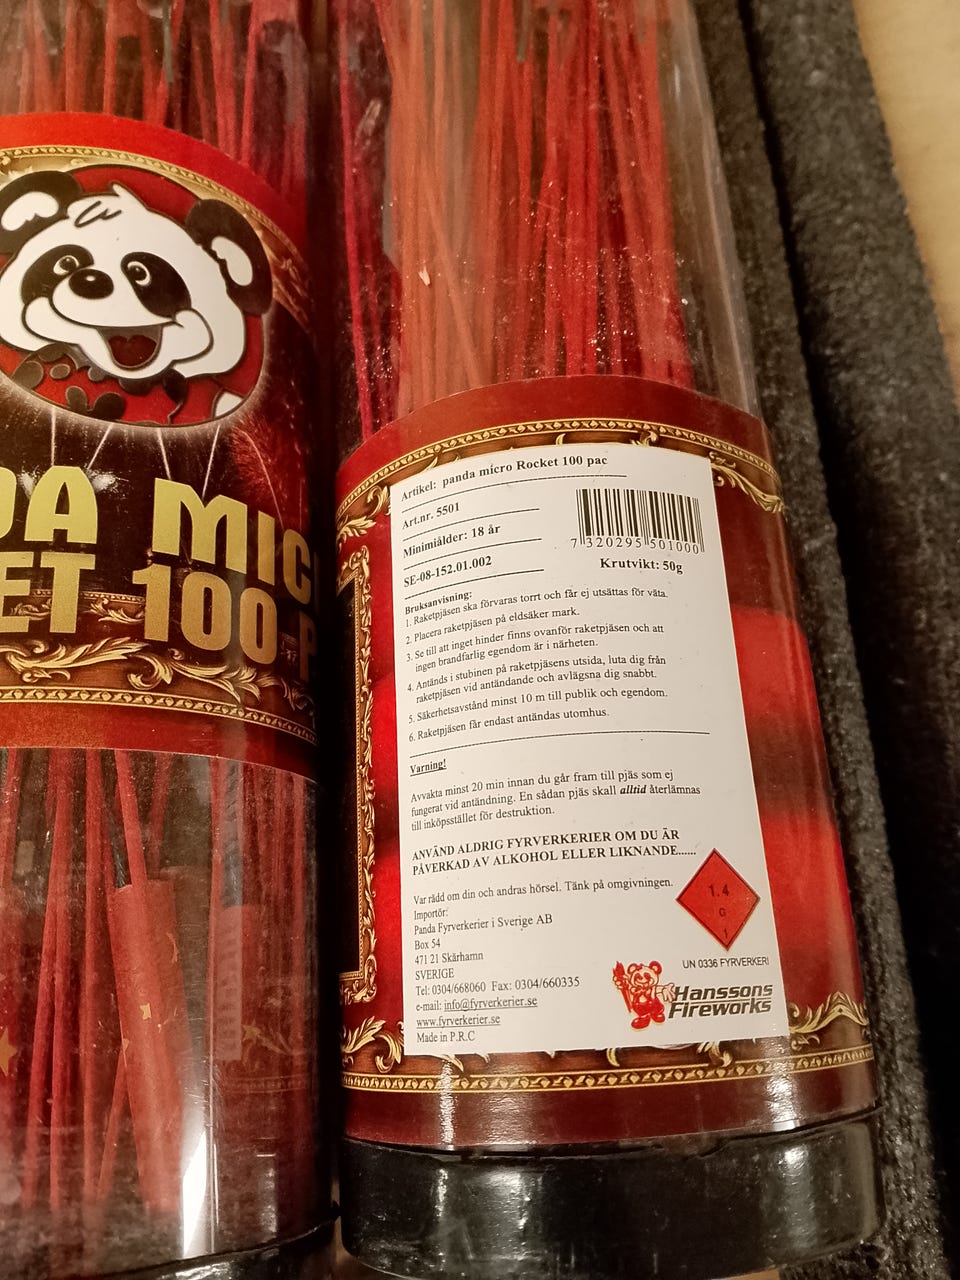 DA MIC
ET 100 P
Artikel: panda micro Rocket 100 pac
Art.nr. 5501
Minimiålder: 18 år
SE-08-152.01.002
7 320295 501000
Krutvikt: 50g
Bruksanvisning:
1. Raketpjäsen ska förvaras torrt och får ej utsättas för väta.
2. Placera raketpjäsen på eldsäker mark.
3. Se till att inget hinder finns ovanför raketpjäsen och att
ingen brandfarlig egendom är i närheten.
4. Antänds i stubinen på raketpjäsens utsida, luta dig från
raketpjäsen vid antändande och avlägsna dig snabbt.
5. Säkerhetsavstånd minst 10 m till publik och egendom.
6. Raketpjäsen får endast antändas utomhus.
Varning!
Avvakta minst 20 min innan du går fram till pjäs som ej
fungerat vid antändning. En sådan pjäs skall alltid återlämnas
till inköpsstället för destruktion.
ANVÄND ALDRIG FYRVERKERIER OM DU ÄR
PÅVERKAD AV ALKOHOL ELLER LIKNANDE......
Var rädd om din och andras hörsel. Tänk på omgivningen.
Importör:
Panda Fyrverkerier i Sverige AB
Box 54
471 21 Skärhamn
SVERIGE
Tel: 0304/668060 Fax: 0304/660335
e-mail: info@fyrverkerier.se
www.fyrverkerier.se
Made in P.R.C
1.4
G
1
UN 0336 FYRVERKERI
Hanssons
Fireworks